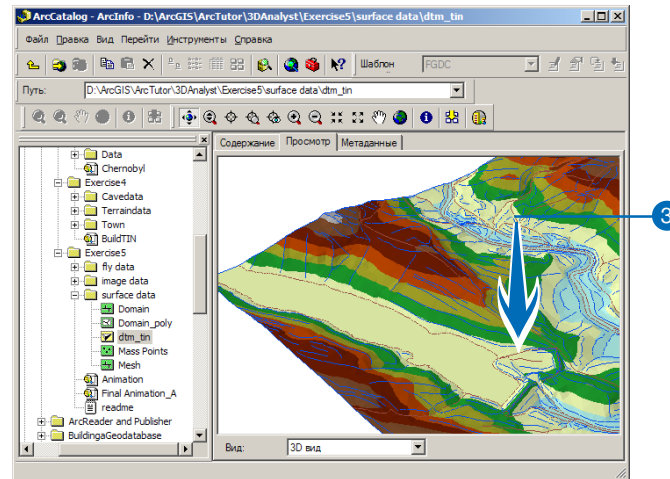 ArcCatalog - ArcInfo - D:\ArcGIS\ArcTutor\3DAnalyst\Exercise5\surface data\dtm_tin
Файл Правка Вид Перейти Инструменты Справка
Шаблон FGDC
Путь: D:\ArcGIS\ArcTutor\3DAnalyst\Exercise5\surface data\dtm_tin
Содержание Просмотр Метаданные
Data
Chernobyl
Exercise4
Cavedata
Terraindata
Town
BuildTIN
Exercise5
fly data
image data
surface data
Domain
Domain_poly
dtm_tin
Mass Points
Mesh
Animation
Final Animation_A
readme
ArcReader and Publisher
BuildingaGeodatabase
3
Вид: 3D вид